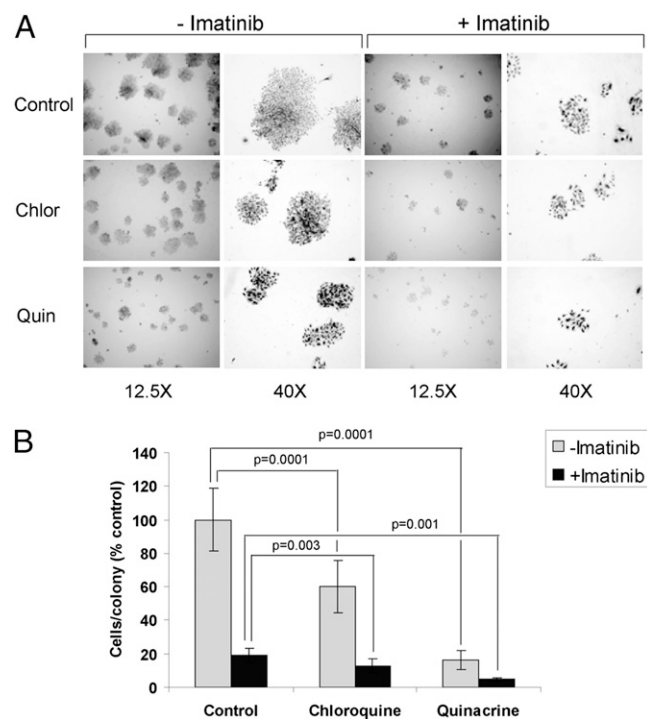 A
- Imatinib + Imatinib
Control
Chlor
Quin
12.5X 40X 12.5X 40X
B
-Imatinib
+Imatinib
p=0.0001
p=0.0001
p=0.001
p=0.003
Cells/colony (% control)
140
120
100
80
60
40
20
0
Control Chloroquine Quinacrine